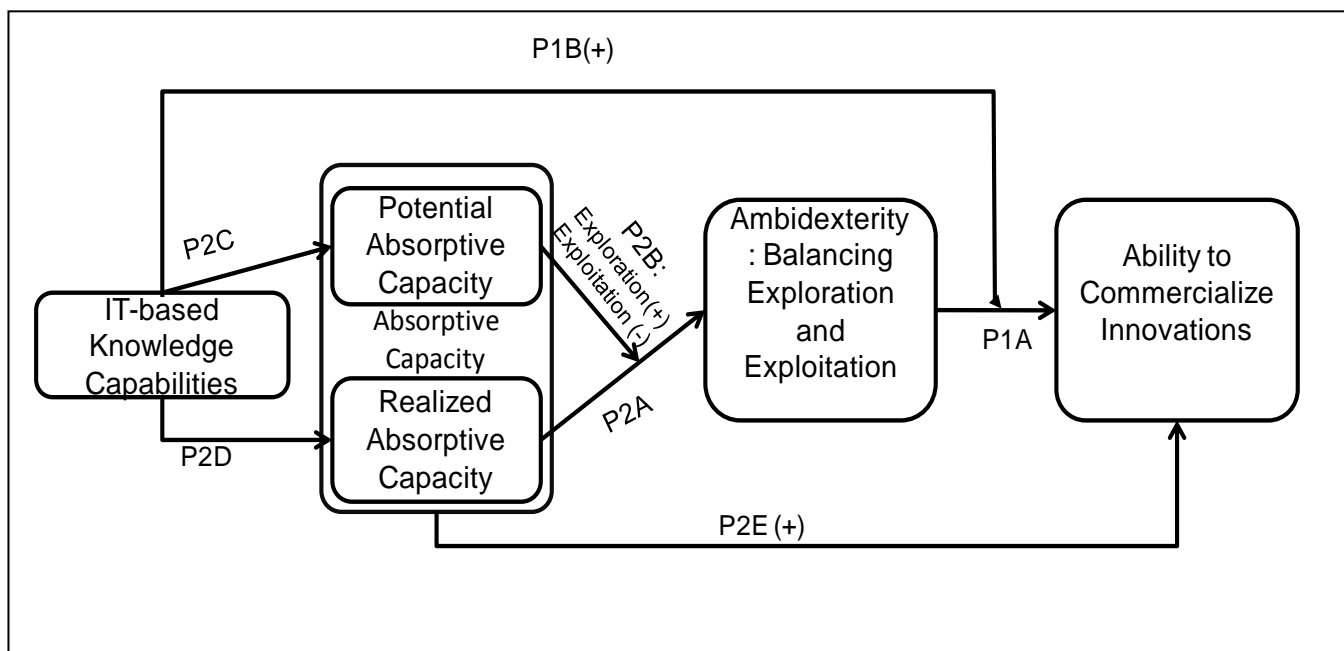 P1B(+)
P2C
IT-based
Knowledge
Capabilities
P2D
Potential
Absorptive
Capacity
Absorptive
Capacity
Realized
Absorptive
Capacity
P2B:
Exploration(+)
Exploitation (-)
P2A
Ambidexterity
: Balancing
Exploration
and
Exploitation
P1A
Ability to
Commercialize
Innovations
P2E (+)